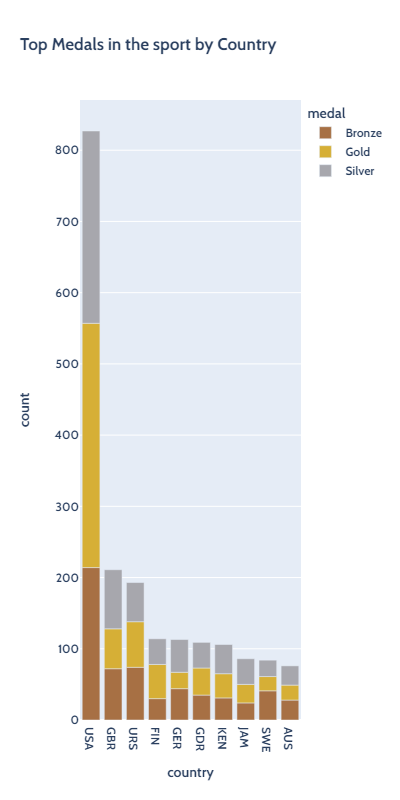 Top Medals in the sport by Country
medal
Bronze
Gold
Silver
count
800
700
600
500
400
300
200
100
0
USA
GBR
URS
FIN
GER
GDR
KEN
JAM
SWE
AUS
country